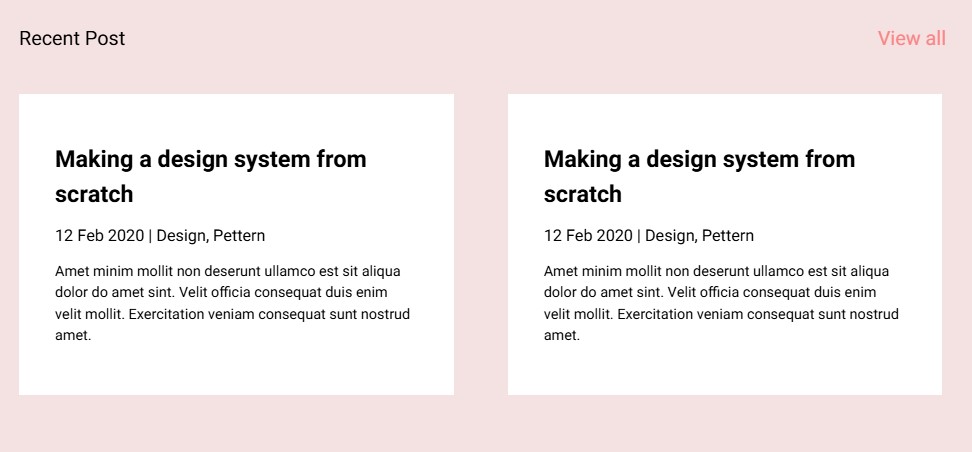 Recent Post
View all
Making a design system from
scratch
12 Feb 2020 | Design, Pettern
Amet minim mollit non deserunt ullamco est sit aliqua
dolor do amet sint. Velit officia consequat duis enim
velit mollit. Exercitation veniam consequat sunt nostrud
amet.
Making a design system from
scratch
12 Feb 2020 | Design, Pettern
Amet minim mollit non deserunt ullamco est sit aliqua
dolor do amet sint. Velit officia consequat duis enim
velit mollit. Exercitation veniam consequat sunt nostrud
amet.